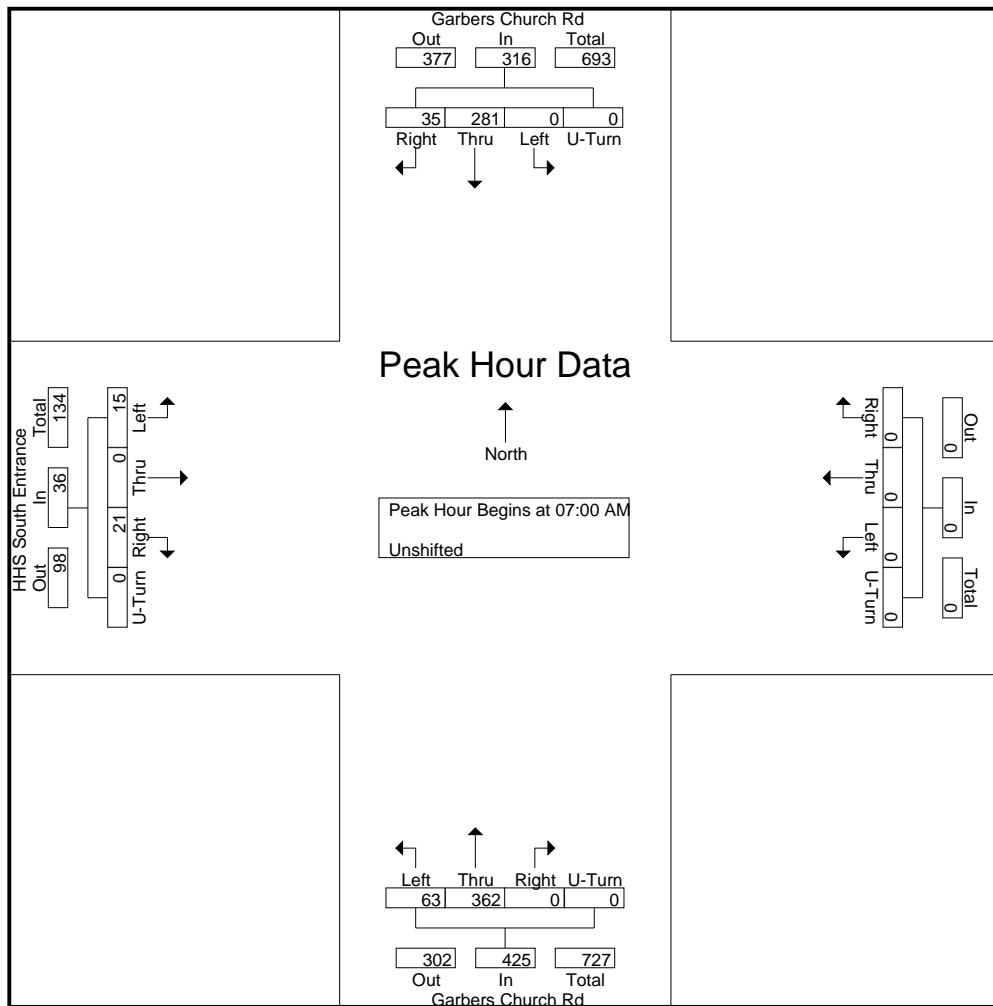 Garbers Church Rd
Out In Total
377 316 693
35 281 0 0
Right Thru Left U-Turn
Peak Hour Data
North
Peak Hour Begins at 07:00 AM
Unshifted
HHS South Entrance
Out In Total
98 36 134
0 21 0 15
U-Turn Right Thru Left
Out In Total
0 0 0
Right Thru Left U-Turn
0 0 0 0
Left Thru Right U-Turn
63 362 0 0
302 425 727
Out In Total
Garbers Church Rd